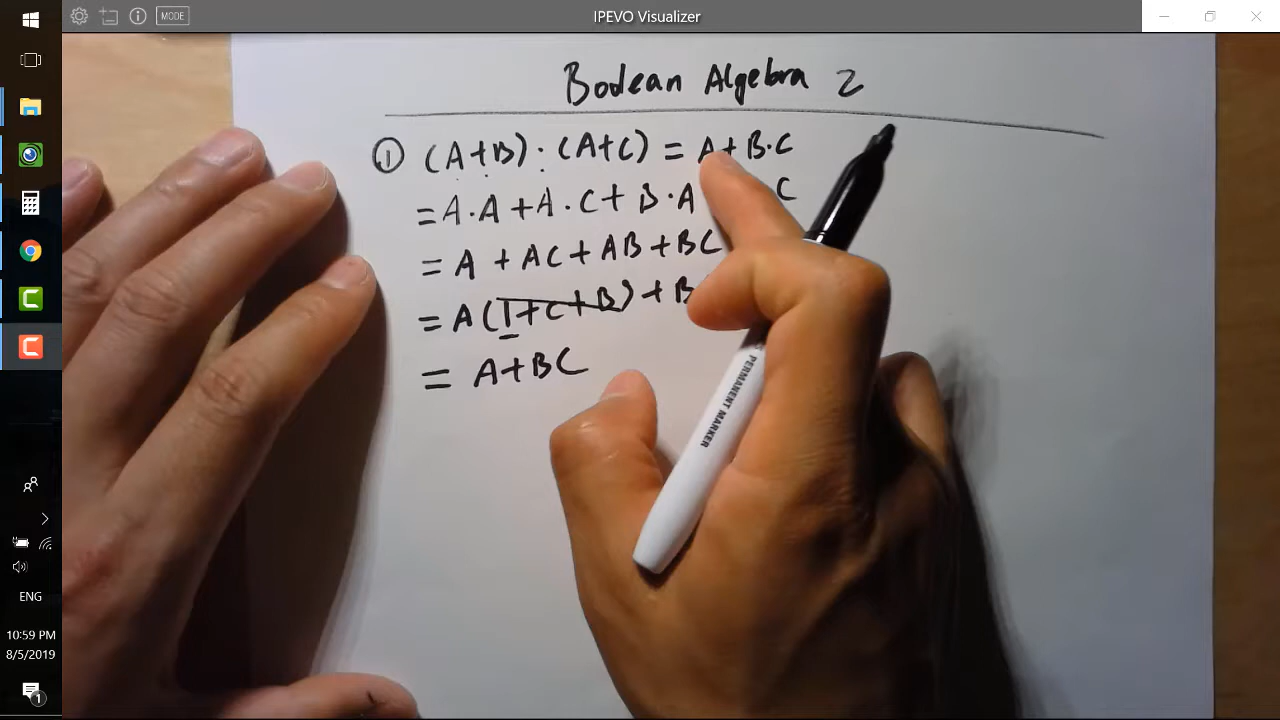 MODE
IPEVO Visualizer
Boolean Algebra 2
① (A+B)·(A+C) = A+B·C
=A·A+A·C+B·A C
= A +AC+AB+BC
= A(1+C+B)+B
= A+BC
PERMANENT MARKER
ENG
10:59 PM
8/5/2019
1